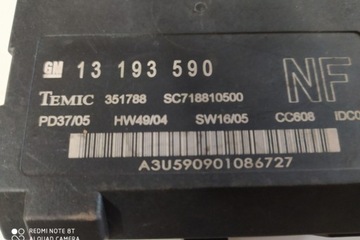 GM 13 193 590 NF
TEMIC 351788 SC718810500
PD37/05 HW49/04 SW16/05 CC608 IDC0
A3U590901086727
REDMI NOTE 8T
AI QUAD CAMERA